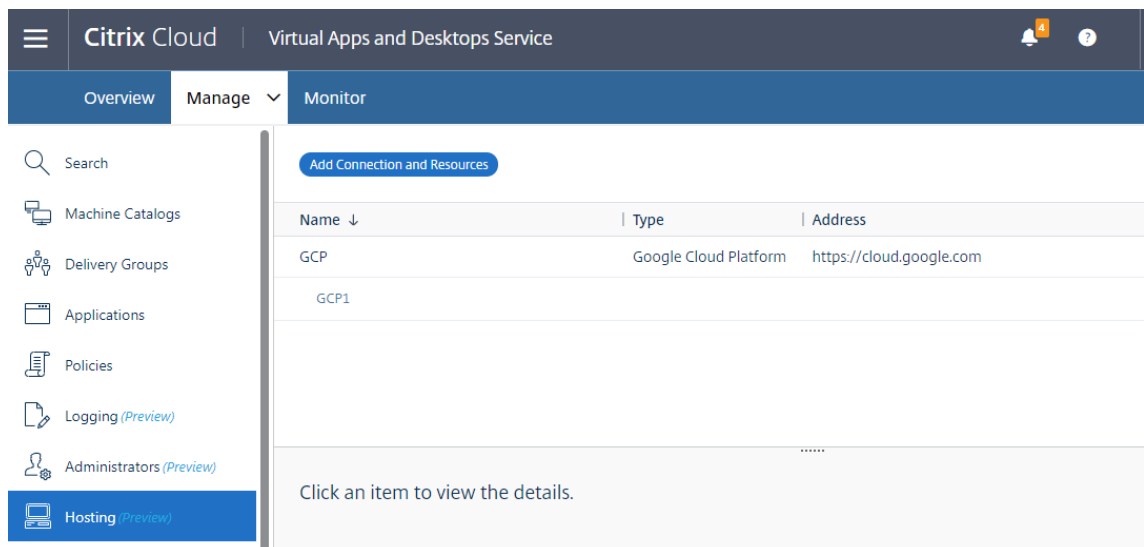 Citrix Cloud | Virtual Apps and Desktops Service 4 ?
Overview Manage Monitor
Search
Machine Catalogs
Delivery Groups
Applications
Policies
Logging (Preview)
Administrators (Preview)
Hosting (Preview)
Add Connection and Resources
Name ↓ Type Address
GCP Google Cloud Platform https://cloud.google.com
GCP1
Click an item to view the details.